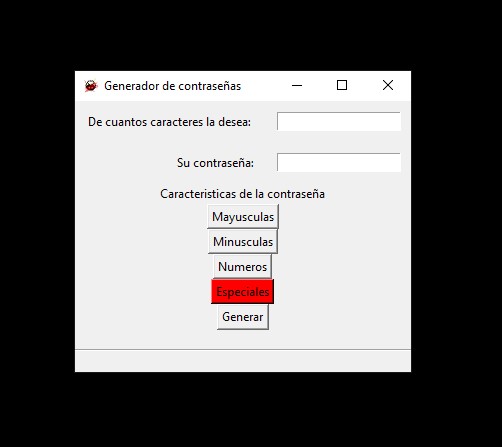 Generador de contraseñas
De cuantos caracteres la desea:
Su contraseña:
Caracteristicas de la contraseña
Mayusculas
Minusculas
Numeros
Especiales
Generar